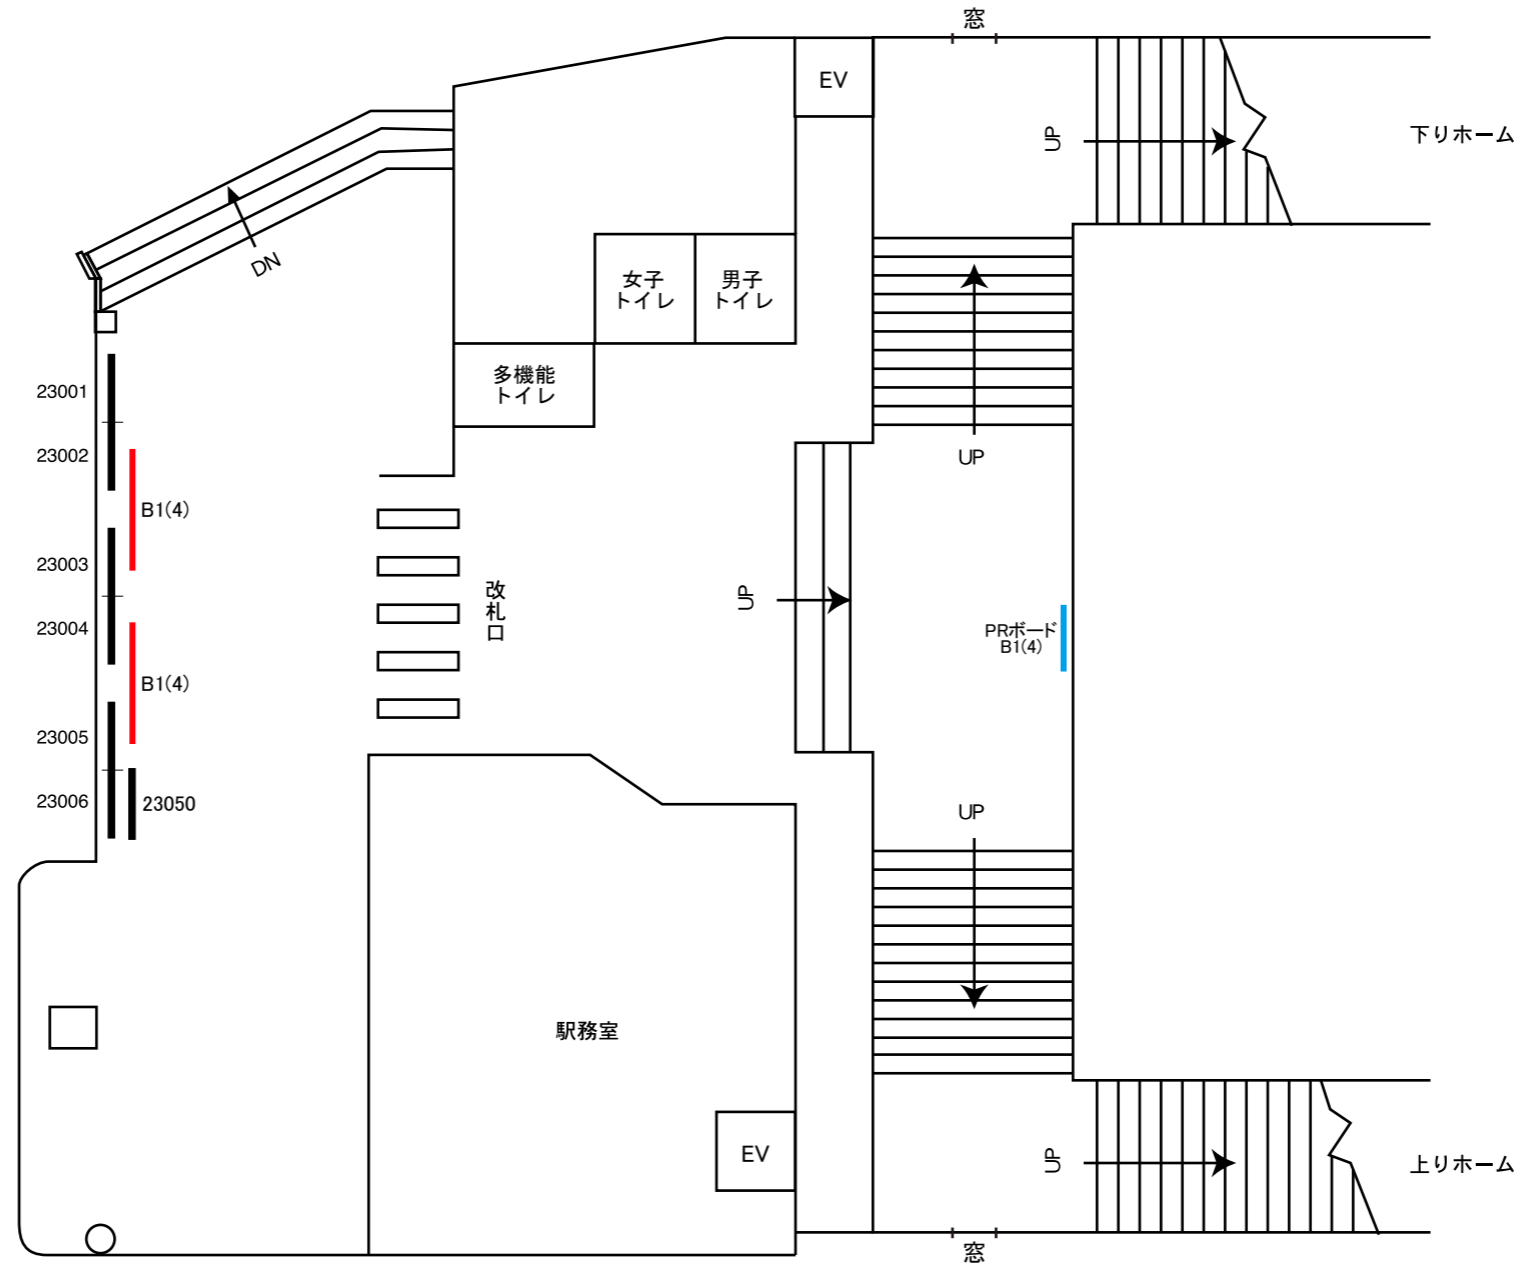 窓
EV
UP
下りホーム
DN
女子
トイレ
男子
トイレ
多機能
トイレ
23001
23002
B1(4)
UP
23003
改札口
UP
23004
PRボード
B1(4)
B1(4)
23005
23006
23050
UP
駅務室
EV
UP
上りホーム
窓